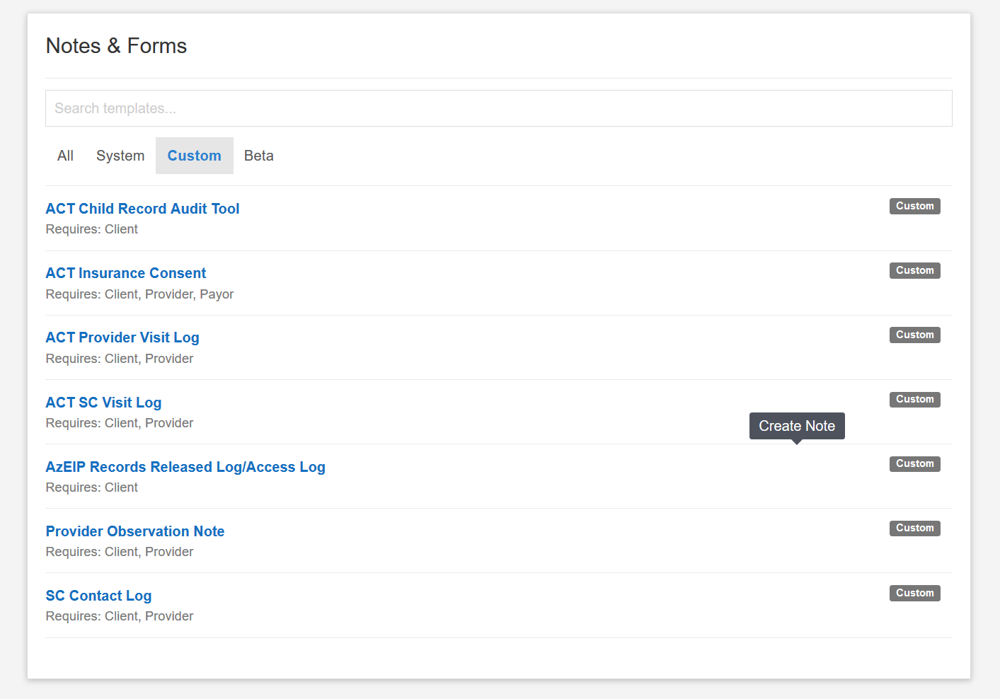 Notes & Forms
Search templates...
All System Custom Beta
ACT Child Record Audit Tool Custom
Requires: Client
ACT Insurance Consent Custom
Requires: Client, Provider, Payor
ACT Provider Visit Log Custom
Requires: Client, Provider
ACT SC Visit Log Custom
Requires: Client, Provider
Create Note
AzEIP Records Released Log/Access Log Custom
Requires: Client
Provider Observation Note Custom
Requires: Client, Provider
SC Contact Log Custom
Requires: Client, Provider